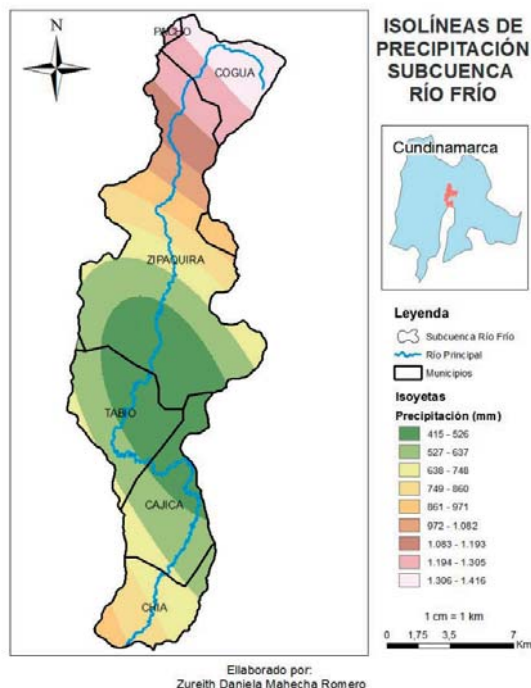 ISOLÍNEAS DE
PRECIPITACIÓN
SUBCUENCA
RÍO FRÍO
N
PACHO
COGUA
ZIPAQUIRA
TABIO
CAJICA
CHIA
Cundinamarca
Leyenda
Subcuenca Río Frío
Río Principal
Municipios
Isoyetas
Precipitación (mm)
415 - 526
527 - 637
638 - 748
749 - 860
861 - 971
972 - 1.082
1.083 - 1.193
1.194 - 1.305
1.306 - 1.416
1 cm = 1 km
0 1,75 3,5 7
Km
Ellaborado por:
Zureith Daniela Mahecha Romero